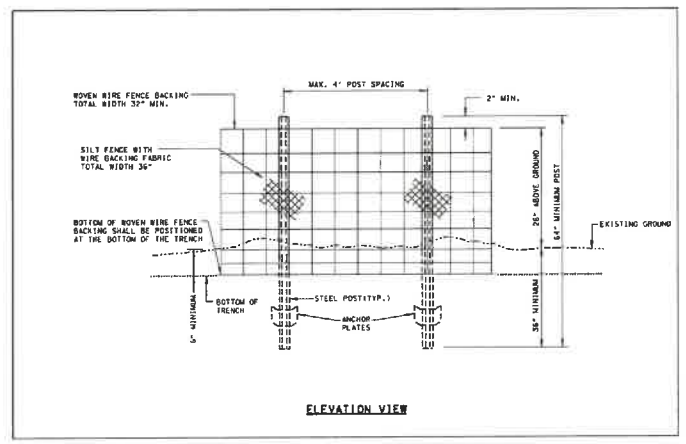 MAX. 4' POST SPACING
WOVEN WIRE FENCE BACKING
TOTAL WIDTH 32" MIN.
2" MIN.
SILT FENCE WITH
WIRE BACKING FABRIC
TOTAL WIDTH 36"
26" ABOVE GROUND
64" MINIMUM POST
BOTTOM OF WOVEN WIRE FENCE
BACKING SHALL BE POSITIONED
AT THE BOTTOM OF THE TRENCH
EXISTING GROUND
6" MINIMUM
BOTTOM OF
TRENCH
STEEL POST(TYP.)
ANCHOR
PLATES
36" MINIMUM
ELEVATION VIEW